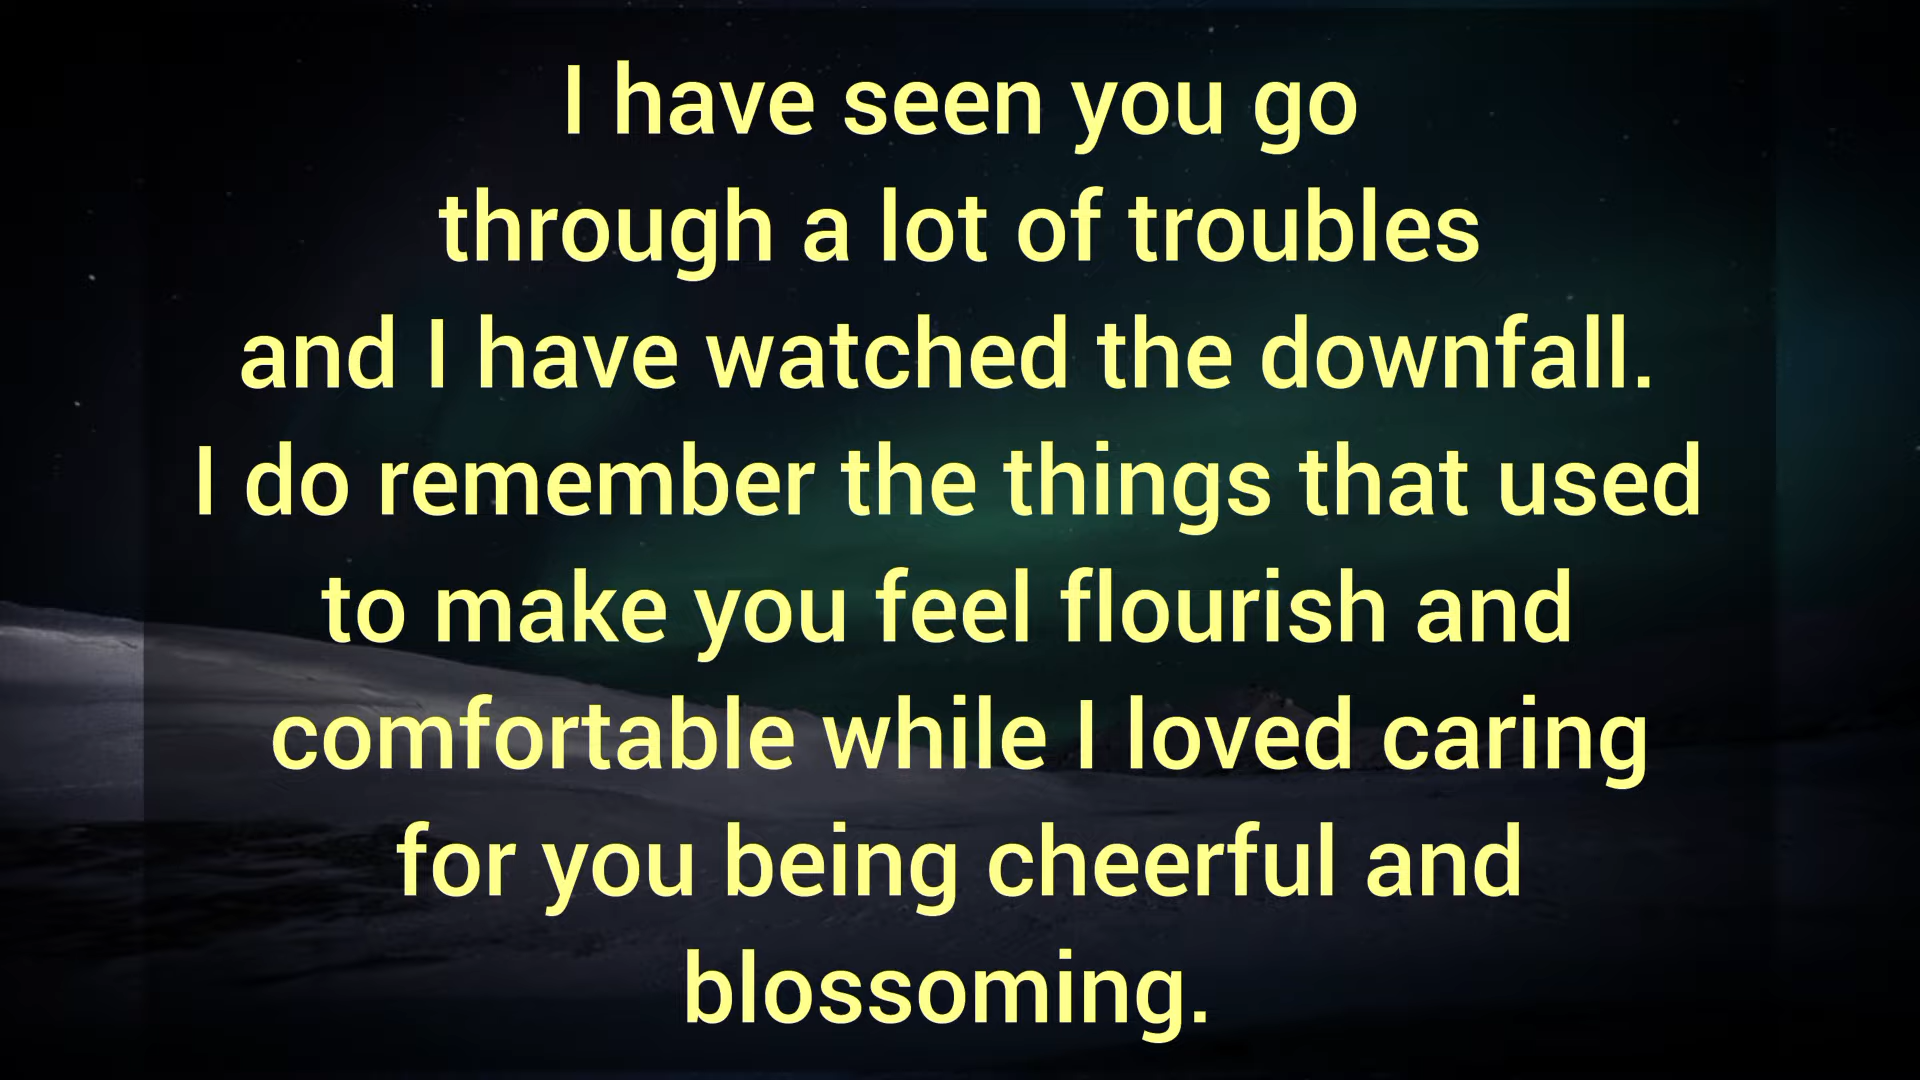 I have seen you go
through a lot of troubles
and I have watched the downfall.
I do remember the things that used
to make you feel flourish and
comfortable while I loved caring
for you being cheerful and
blossoming.